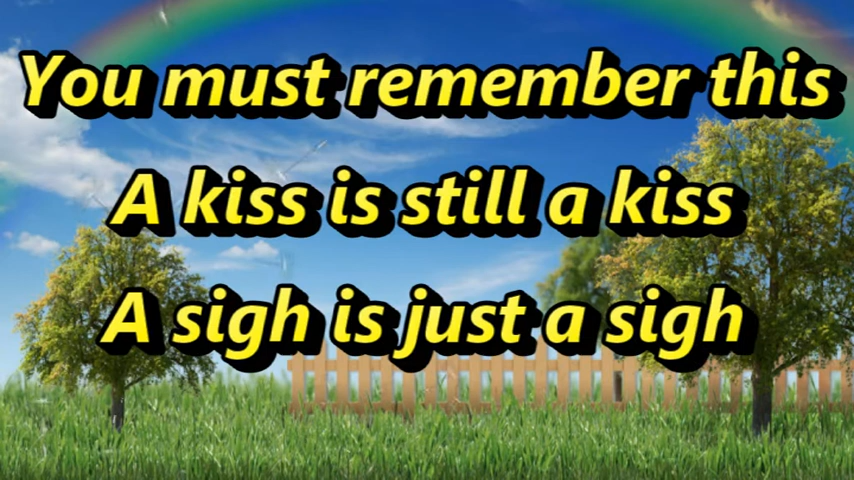 You must remember this
A kiss is still a kiss
A sigh is just a sigh